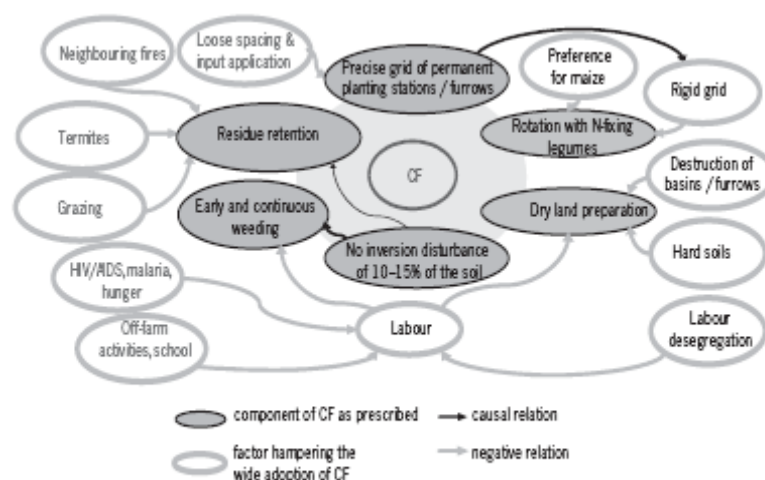 Neighbouring fires
Loose spacing &
input application
Precise grid of permanent
planting stations / furrows
Preference
for maize
Rigid grid
Termites
Residue retention
Rotation with N-fixing
legumes
CF
Destruction of
basins / furrows
Grazing
Early and continuous
weeding
Dry land preparation
No inversion disturbance
of 10–15% of the soil
Hard soils
HIV/AIDS, malaria,
hunger
Off-farm
activities, school
Labour
Labour
desegregation
component of CF as prescribed
causal relation
factor hampering the
wide adoption of CF
negative relation